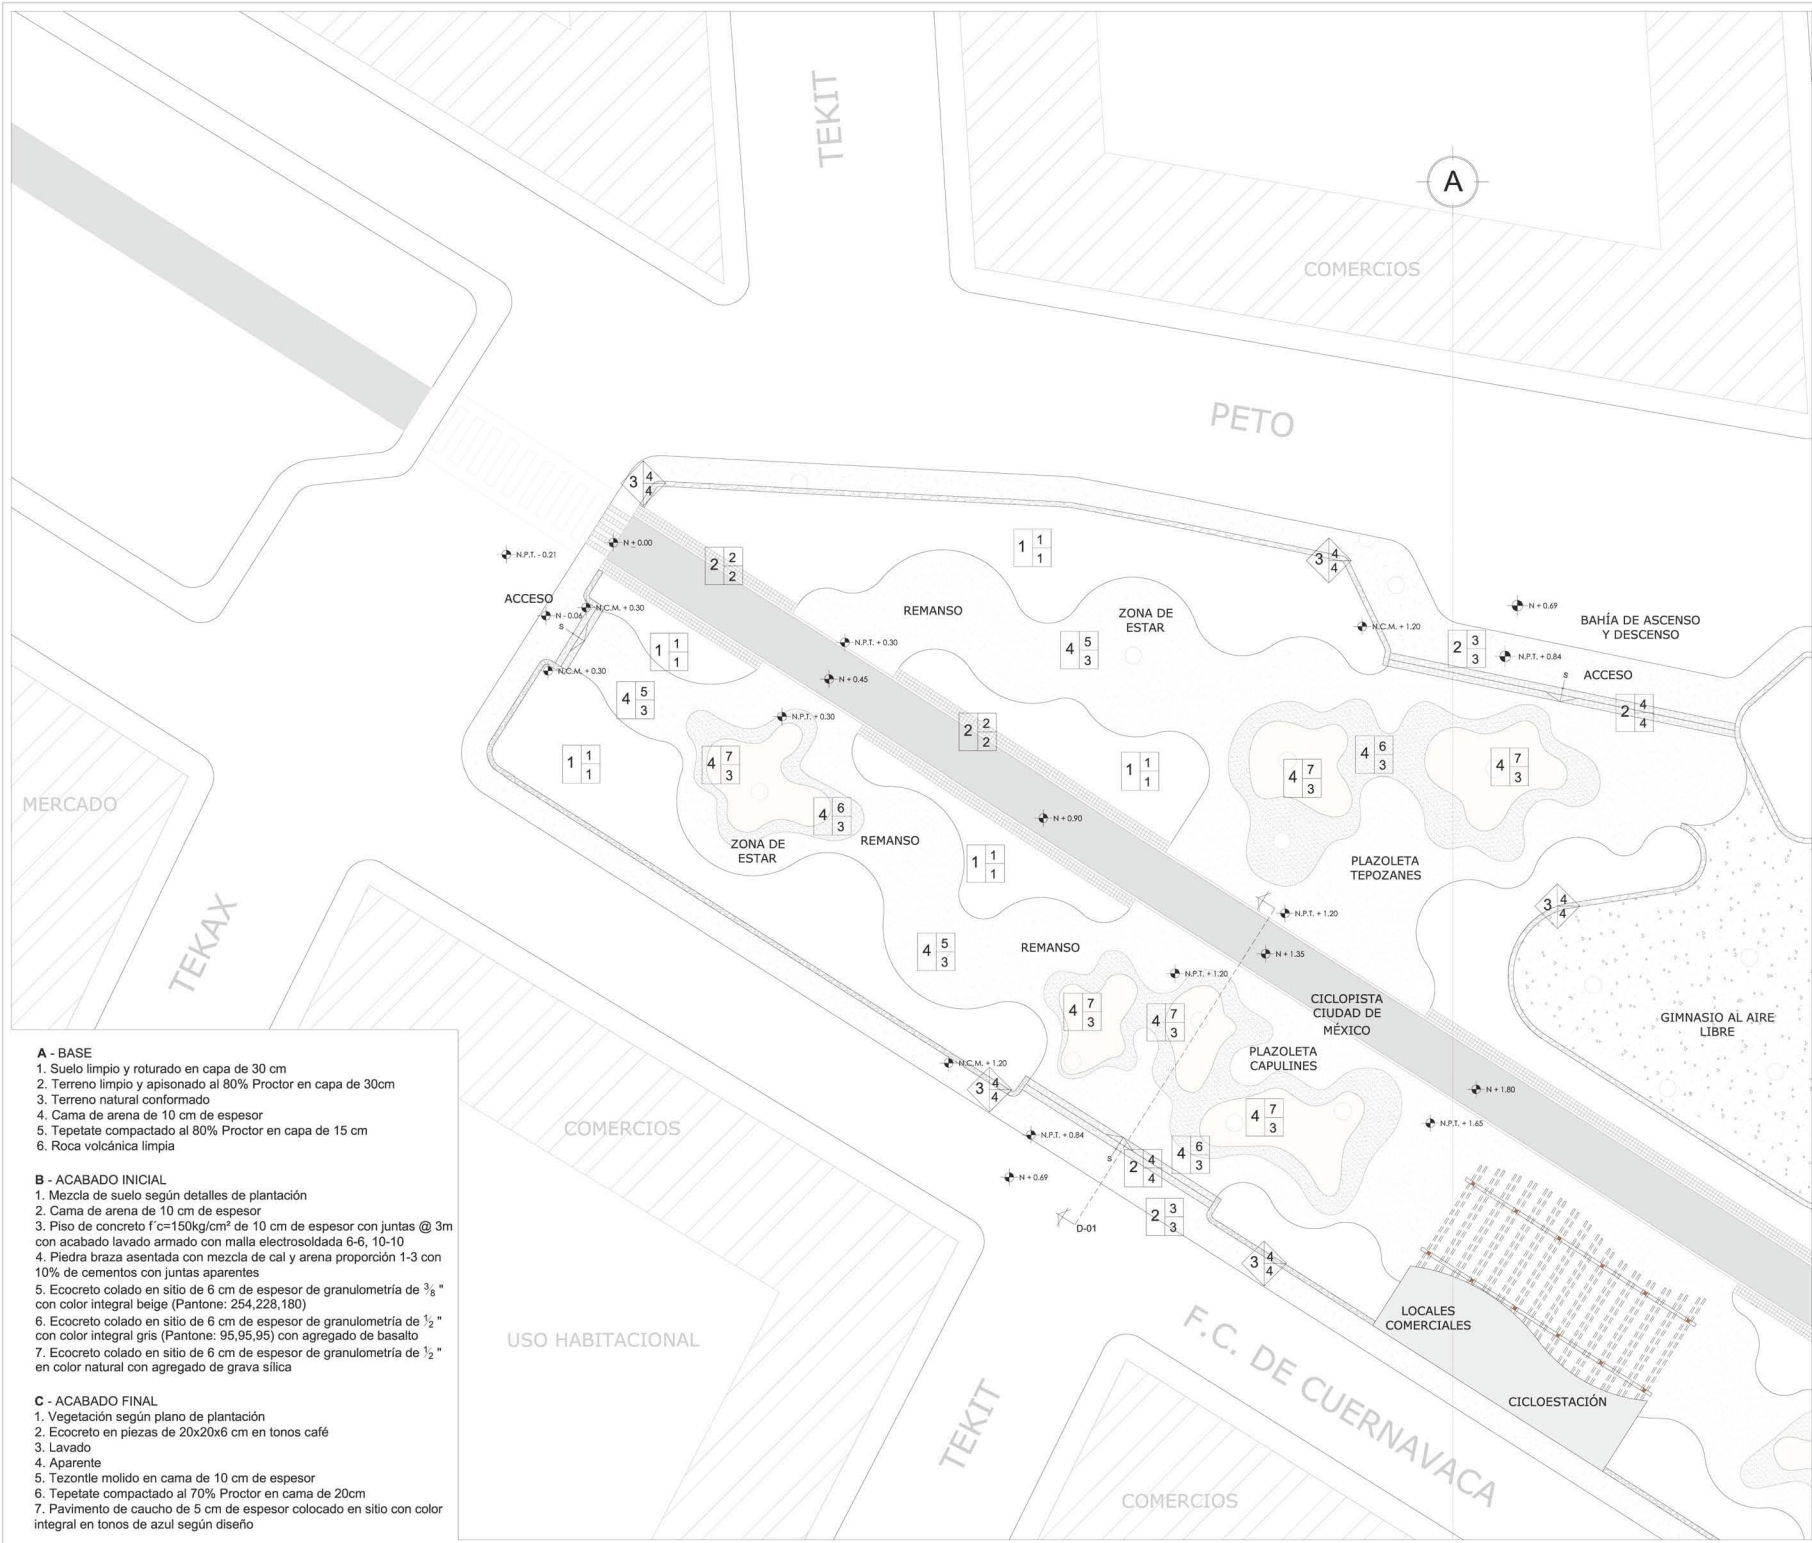 TEKIT
A
COMERCIOS
PETO
3 4
4
N + 0.00
N.P.T. - 0.21
2 2
2
1 1
1
3 4
4
ACCESO
N.C.M. + 0.30
N - 0.06
S
REMANSO
ZONA DE
ESTAR
N + 0.69
BAHÍA DE ASCENSO
Y DESCENSO
N.C.M. + 1.20
1 1
1
N.P.T. + 0.30
4 5
3
2 3
3
N.P.T. + 0.84
N.C.M. + 0.30
N + 0.45
S
ACCESO
4 5
3
N.P.T. + 0.30
2 2
2
2 4
4
1 1
1
4 7
3
1 1
1
4 7
3
4 6
3
4 7
3
MERCADO
4 6
3
N + 0.90
ZONA DE
ESTAR
REMANSO
1 1
1
PLAZOLETA
TEPOZANES
TEKAX
3 4
4
N.P.T. + 1.20
4 5
3
REMANSO
N + 1.35
N.P.T. + 1.20
4 7
3
4 7
3
CICLOPISTA
CIUDAD DE
MÉXICO
GIMNASIO AL AIRE
LIBRE
N.C.M. + 1.20
PLAZOLETA
CAPULINES
3 4
4
N + 1.80
4 7
3
N.P.T. + 1.65
COMERCIOS
N.P.T. + 0.84
S
2 4
4
4 6
3
N + 0.69
2 3
3
D-01
3 4
4
USO HABITACIONAL
LOCALES
COMERCIALES
F.C. DE CUERNAVACA
CICLOESTACIÓN
TEKIT
COMERCIOS
A - BASE
1. Suelo limpio y roturado en capa de 30 cm
2. Terreno limpio y apisonado al 80% Proctor en capa de 30cm
3. Terreno natural conformado
4. Cama de arena de 10 cm de espesor
5. Tepetate compactado al 80% Proctor en capa de 15 cm
6. Roca volcánica limpia
B - ACABADO INICIAL
1. Mezcla de suelo según detalles de plantación
2. Cama de arena de 10 cm de espesor
3. Piso de concreto f´c=150kg/cm² de 10 cm de espesor con juntas @ 3m
con acabado lavado armado con malla electrosoldada 6-6, 10-10
4. Piedra braza asentada con mezcla de cal y arena proporción 1-3 con
10% de cementos con juntas aparentes
5. Ecocreto colado en sitio de 6 cm de espesor de granulometría de 3/8 "
con color integral beige (Pantone: 254,228,180)
6. Ecocreto colado en sitio de 6 cm de espesor de granulometría de 1/2 "
con color integral gris (Pantone: 95,95,95) con agregado de basalto
7. Ecocreto colado en sitio de 6 cm de espesor de granulometría de 1/2 "
en color natural con agregado de grava sílica
C - ACABADO FINAL
1. Vegetación según plano de plantación
2. Ecocreto en piezas de 20x20x6 cm en tonos café
3. Lavado
4. Aparente
5. Tezontle molido en cama de 10 cm de espesor
6. Tepetate compactado al 70% Proctor en cama de 20cm
7. Pavimento de caucho de 5 cm de espesor colocado en sitio con color
integral en tonos de azul según diseño